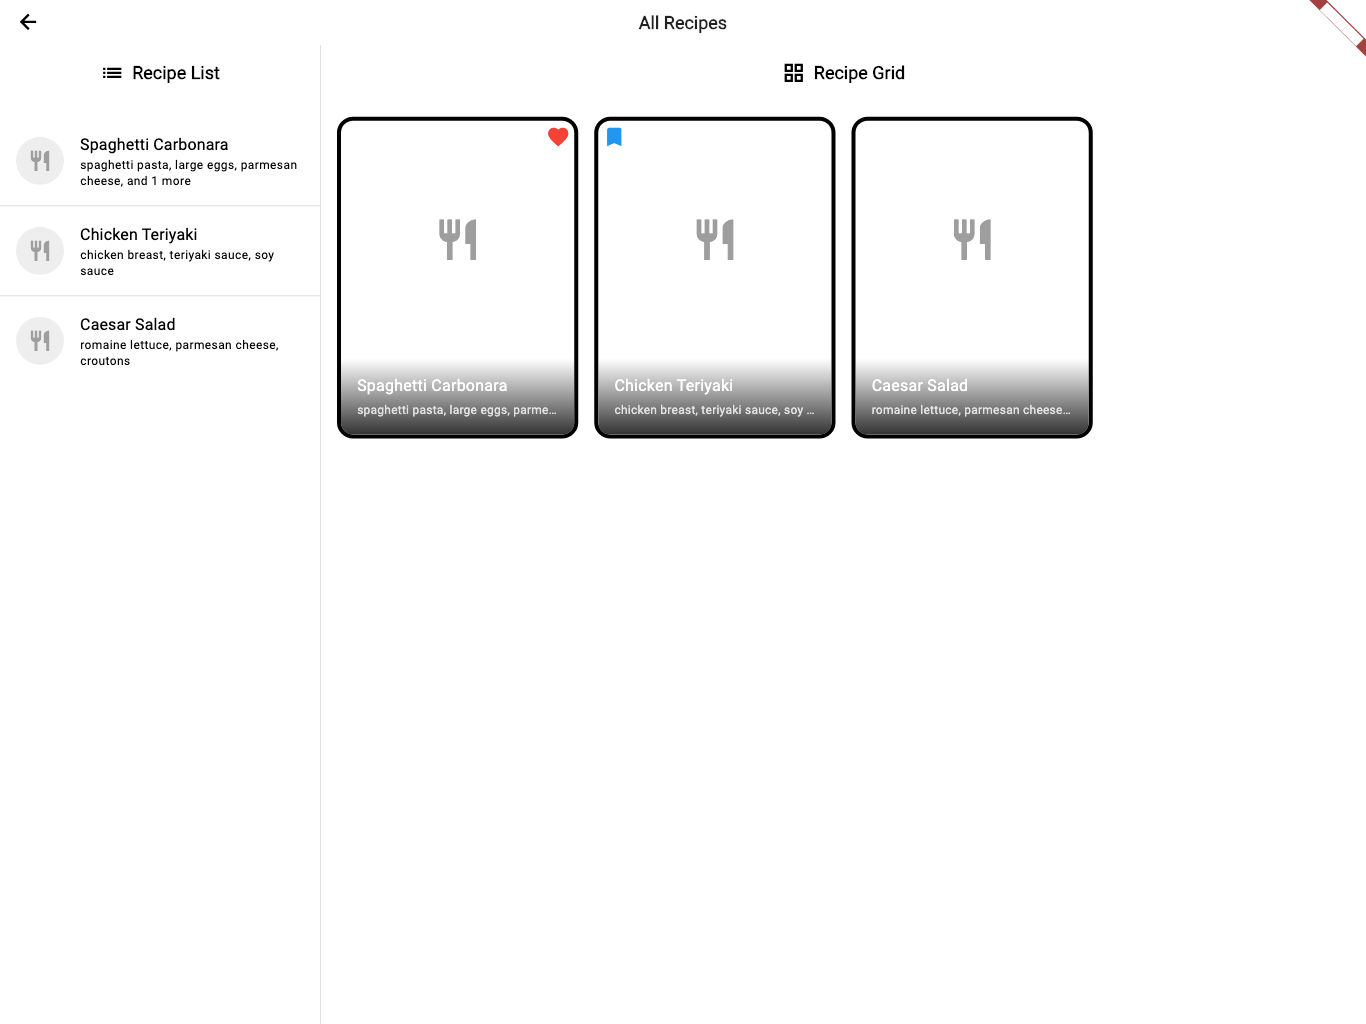 All Recipes
Recipe List
Spaghetti Carbonara
spaghetti pasta, large eggs, parmesan
cheese, and 1 more
Chicken Teriyaki
chicken breast, teriyaki sauce, soy
sauce
Caesar Salad
romaine lettuce, parmesan cheese,
croutons
Recipe Grid
Spaghetti Carbonara
spaghetti pasta, large eggs, parme...
Chicken Teriyaki
chicken breast, teriyaki sauce, soy ...
Caesar Salad
romaine lettuce, parmesan cheese...